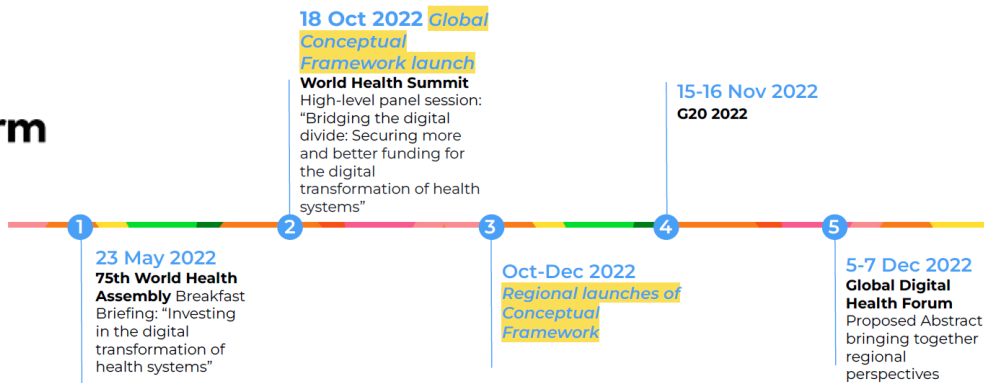 rm
1
23 May 2022
75th World Health
Assembly Breakfast
Briefing: “Investing
in the digital
transformation of
health systems”
2
18 Oct 2022 Global
Conceptual
Framework launch
World Health Summit
High-level panel session:
“Bridging the digital
divide: Securing more
and better funding for
the digital
transformation of health
systems”
3
Oct-Dec 2022
Regional launches of
Conceptual
Framework
4
15-16 Nov 2022
G20 2022
5
5-7 Dec 2022
Global Digital
Health Forum
Proposed Abstract
bringing together
regional
perspectives